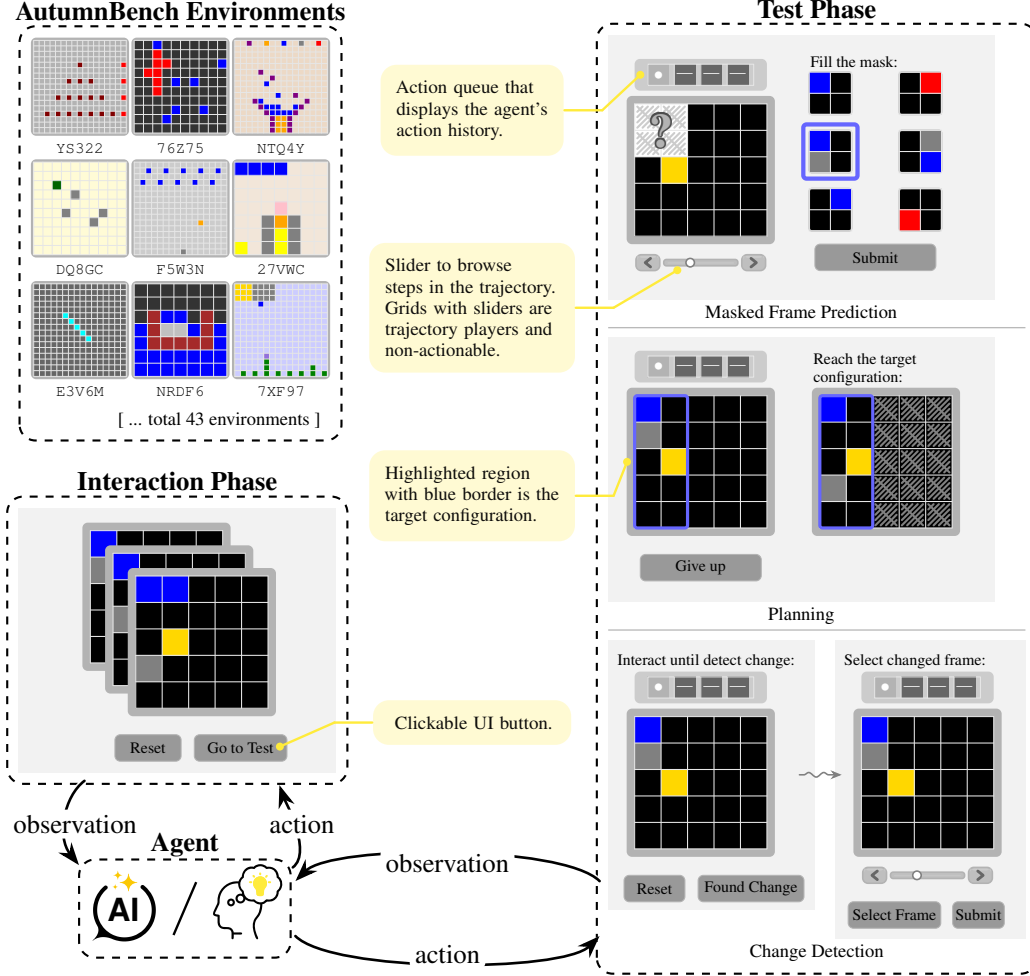 AutumnBench Environments
YS322
76Z75
NTQ4Y
DQ8GC
F5W3N
27VWC
E3V6M
NRDF6
7XF97
[ ... total 43 environments ]
Interaction Phase
Reset
Go to Test
observation
action
Agent
AI
/
observation
action
Action queue that
displays the agent's
action history.
Slider to browse
steps in the trajectory.
Grids with sliders are
trajectory players and
non-actionable.
Highlighted region
with blue border is the
target configuration.
Clickable UI button.
Test Phase
Fill the mask:
?
<
>
Submit
Masked Frame Prediction
Reach the target
configuration:
Give up
Planning
Interact until detect change:
Select changed frame:
<
>
Reset
Found Change
Select Frame
Submit
Change Detection